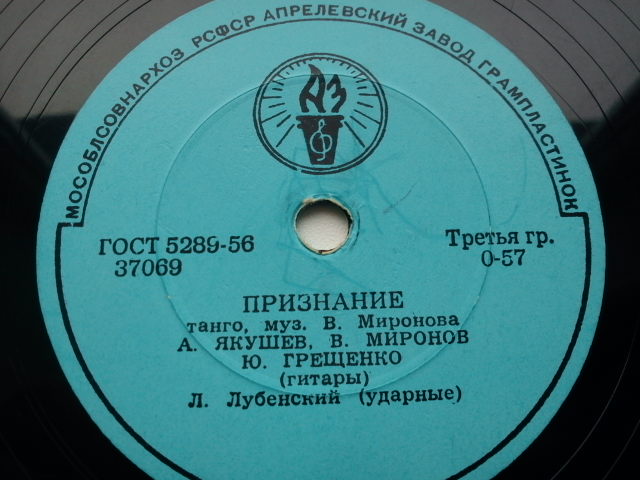 МОСОБЛСОВНАРХОЗ РСФСР АПРЕЛЕВСКИЙ ЗАВОД ГРАМПЛАСТИНОК
АЗ
ГОСТ 5289-56
37069
Третья гр.
0-57
ПРИЗНАНИЕ
танго, муз. В. Миронова
А. ЯКУШЕВ, В. МИРОНОВ
Ю. ГРЕЩЕНКО
(гитары)
Л. Лубенский (ударные)